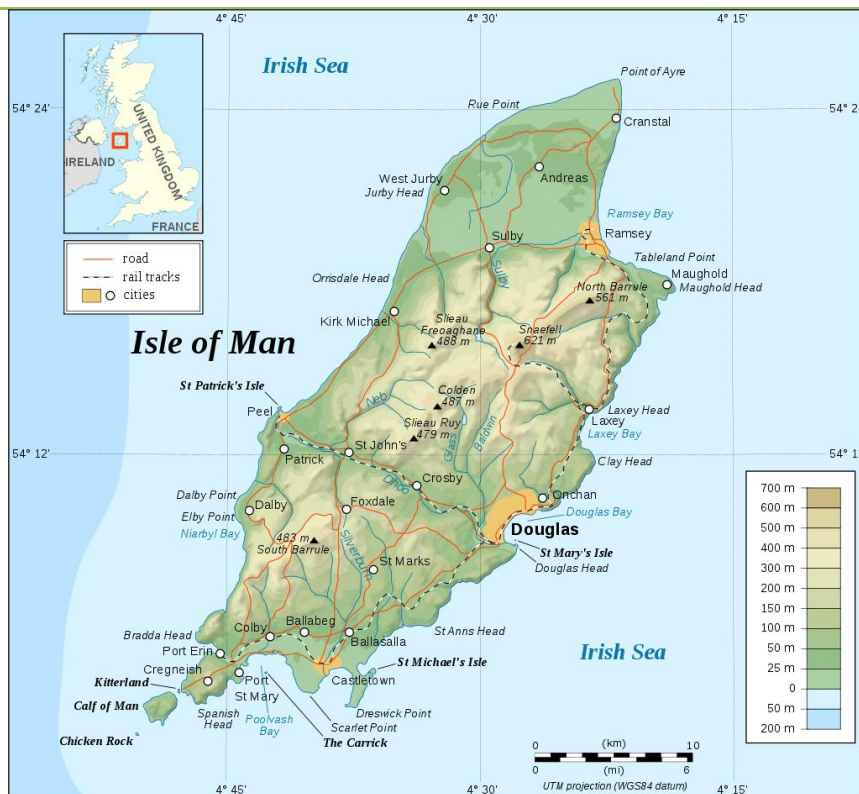 4° 45'
4° 30'
4° 15'
Irish Sea
Point of Ayre
54° 24'
54° 2
Rue Point
Cranstal
UNITED KINGDOM
IRELAND
FRANCE
West Jurby
Jurby Head
Andreas
Ramsey Bay
Ramsey
Sulby
Sulby
Tableland Point
Maughold
Maughold Head
road
rail tracks
cities
Orrisdale Head
North Barrule
561 m
Kirk Michael
Slieau
Freoaghane
488 m
Snaefell
621 m
Isle of Man
St Patrick's Isle
Peel
Neb
Colden
487 m
Slieau Ruy
479 m
Glass
Baldwin
Laxey Head
Laxey
Laxey Bay
54° 12'
54° 1
Patrick
St John's
Dhoo
Crosby
Clay Head
Dalby Point
Dalby
Elby Point
Niarbyl Bay
Foxdale
Onchan
Douglas Bay
Douglas
483 m
South Barrule
Silverburn
St Mary's Isle
Douglas Head
St Marks
Bradda Head
Colby
Ballabeg
Ballasalla
St Anns Head
Port Erin
Cregneish
Kitterland
Port
St Mary
Castletown
St Michael's Isle
Irish Sea
Calf of Man
Spanish
Head
Poolvash
Bay
Dreswick Point
Scarlet Point
The Carrick
Chicken Rock
700 m
600 m
500 m
400 m
300 m
200 m
150 m
100 m
50 m
25 m
0
50 m
200 m
0 (km) 10
0 (mi) 6
UTM projection (WGS84 datum)
4° 45'
4° 30'
4° 15'